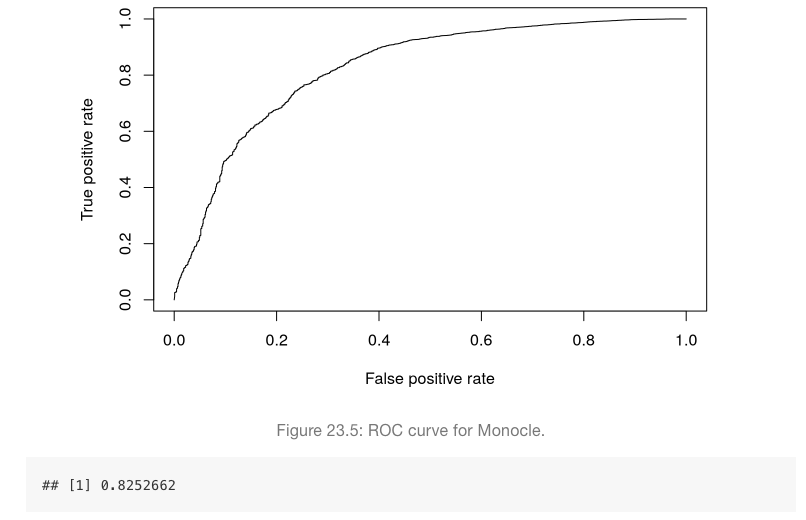 1.0
0.8
0.6
0.4
0.2
0.0
True positive rate
0.0 0.2 0.4 0.6 0.8 1.0
False positive rate
Figure 23.5: ROC curve for Monocle.
## [1] 0.8252662